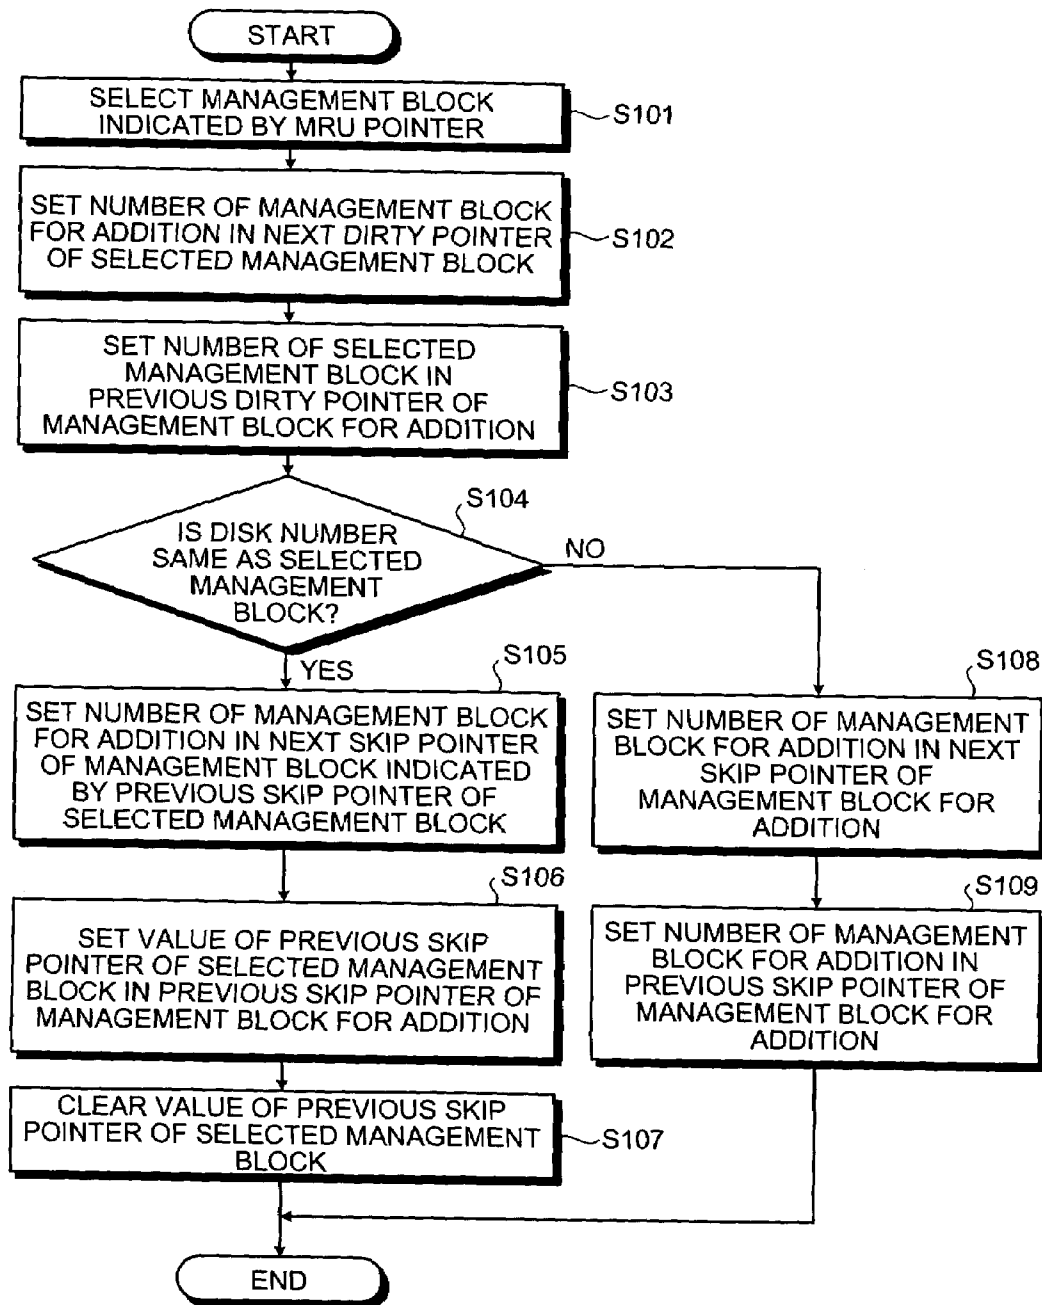 START
SELECT MANAGEMENT BLOCK
INDICATED BY MRU POINTER
S101
SET NUMBER OF MANAGEMENT BLOCK
FOR ADDITION IN NEXT DIRTY POINTER
OF SELECTED MANAGEMENT BLOCK
S102
SET NUMBER OF SELECTED
MANAGEMENT BLOCK IN
PREVIOUS DIRTY POINTER OF
MANAGEMENT BLOCK FOR ADDITION
S103
S104
IS DISK NUMBER
SAME AS SELECTED
MANAGEMENT
BLOCK?
NO
YES
S105
SET NUMBER OF MANAGEMENT BLOCK
FOR ADDITION IN NEXT SKIP POINTER
OF MANAGEMENT BLOCK INDICATED
BY PREVIOUS SKIP POINTER OF
SELECTED MANAGEMENT BLOCK
S108
SET NUMBER OF MANAGEMENT
BLOCK FOR ADDITION IN NEXT
SKIP POINTER OF
MANAGEMENT BLOCK FOR
ADDITION
S106
SET VALUE OF PREVIOUS SKIP
POINTER OF SELECTED MANAGEMENT
BLOCK IN PREVIOUS SKIP POINTER OF
MANAGEMENT BLOCK FOR ADDITION
S109
SET NUMBER OF MANAGEMENT
BLOCK FOR ADDITION IN
PREVIOUS SKIP POINTER OF
MANAGEMENT BLOCK FOR
ADDITION
CLEAR VALUE OF PREVIOUS SKIP
POINTER OF SELECTED MANAGEMENT
BLOCK
S107
END